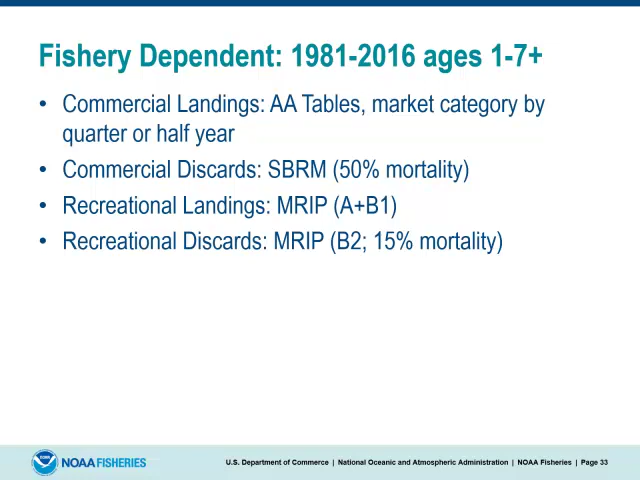 Fishery Dependent: 1981-2016 ages 1-7+
• Commercial Landings: AA Tables, market category by
quarter or half year
• Commercial Discards: SBRM (50% mortality)
• Recreational Landings: MRIP (A+B1)
• Recreational Discards: MRIP (B2; 15% mortality)
NOAA
NOAA FISHERIES
U.S. Department of Commerce | National Oceanic and Atmospheric Administration | NOAA Fisheries | Page 33